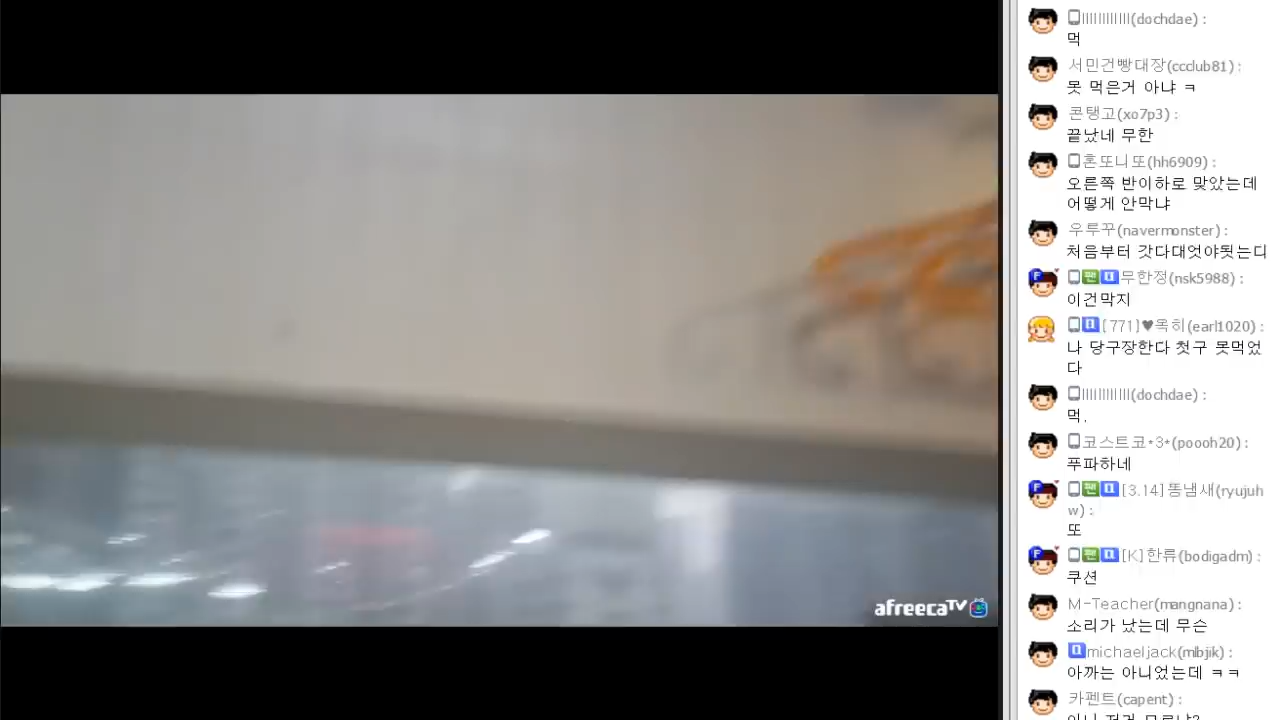 llllllllllll(dochdae) :
먹
서민건빵대장(ccclub81) :
못 먹은거 아냐 ㅋ
콘탱고(xo7p3) :
끝났네 무한
혼또니또(hh6909) :
오른쪽 반이하로 맞았는데
어떻게 안막냐
우루꾸(navermonster) :
처음부터 갖다대엇야됫는디
F 팬 무한정(nsk5988) :
이건막지
[771]♥옥히(earl1020) :
나 당구장한다 첫구 못먹었
다
llllllllllll(dochdae) :
먹.
코스트코*3*(poooh20) :
푸파하네
F 팬 [3.14]똥냄새(ryujuh
w) :
또
F 팬 [K]한류(bodigadm) :
쿠션
M-Teacher(mangnana) :
소리가 났는데 무슨
michaeljack(mbjik) :
아까는 아니었는데 ㅋㅋ
카펜트(capent) :
afreecaTV